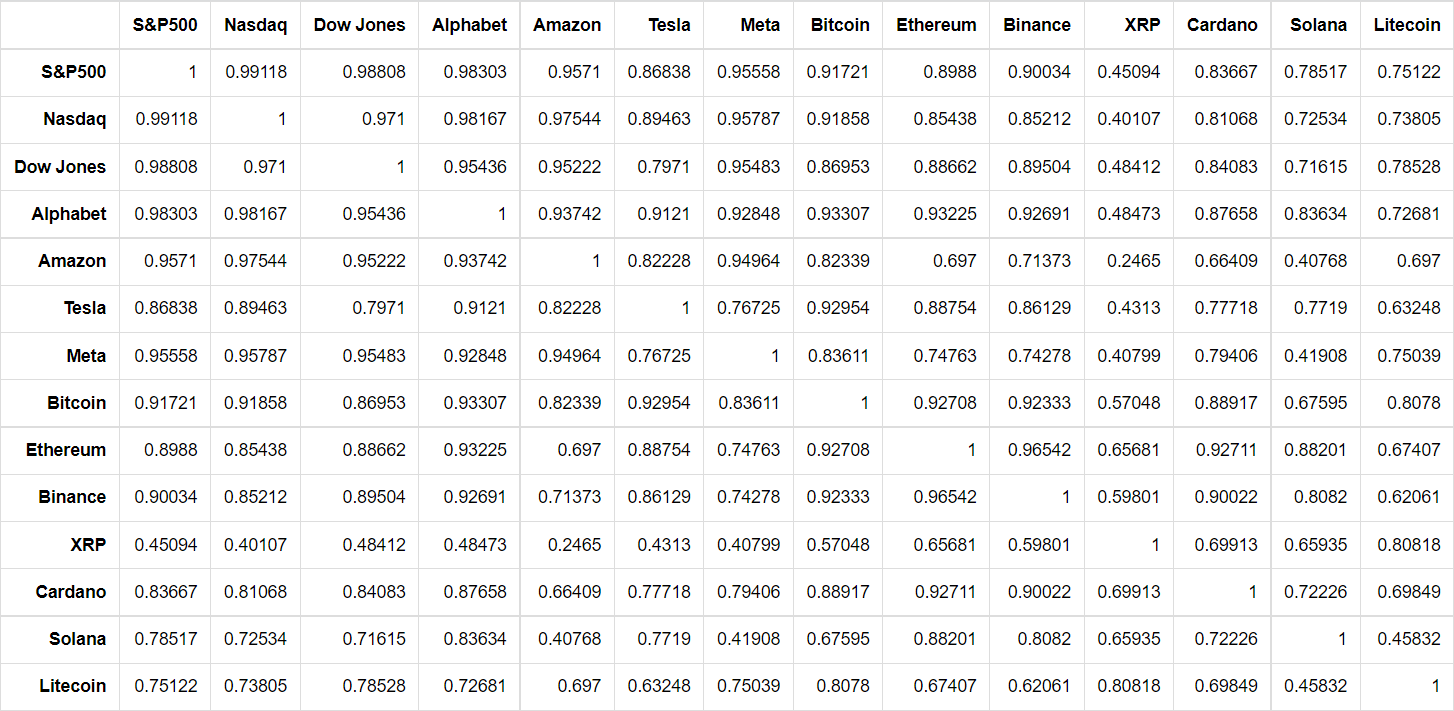 S&P500 Nasdaq Dow Jones Alphabet Amazon Tesla Meta Bitcoin Ethereum Binance XRP Cardano Solana Litecoin
S&P500 1 0.99118 0.98808 0.98303 0.9571 0.86838 0.95558 0.91721 0.8988 0.90034 0.45094 0.83667 0.78517 0.75122
Nasdaq 0.99118 1 0.971 0.98167 0.97544 0.89463 0.95787 0.91858 0.85438 0.85212 0.40107 0.81068 0.72534 0.73805
Dow Jones 0.98808 0.971 1 0.95436 0.95222 0.7971 0.95483 0.86953 0.88662 0.89504 0.48412 0.84083 0.71615 0.78528
Alphabet 0.98303 0.98167 0.95436 1 0.93742 0.9121 0.92848 0.93307 0.93225 0.92691 0.48473 0.87658 0.83634 0.72681
Amazon 0.9571 0.97544 0.95222 0.93742 1 0.82228 0.94964 0.82339 0.697 0.71373 0.2465 0.66409 0.40768 0.697
Tesla 0.86838 0.89463 0.7971 0.9121 0.82228 1 0.76725 0.92954 0.88754 0.86129 0.4313 0.77718 0.7719 0.63248
Meta 0.95558 0.95787 0.95483 0.92848 0.94964 0.76725 1 0.83611 0.74763 0.74278 0.40799 0.79406 0.41908 0.75039
Bitcoin 0.91721 0.91858 0.86953 0.93307 0.82339 0.92954 0.83611 1 0.92708 0.92333 0.57048 0.88917 0.67595 0.8078
Ethereum 0.8988 0.85438 0.88662 0.93225 0.697 0.88754 0.74763 0.92708 1 0.96542 0.65681 0.92711 0.88201 0.67407
Binance 0.90034 0.85212 0.89504 0.92691 0.71373 0.86129 0.74278 0.92333 0.96542 1 0.59801 0.90022 0.8082 0.62061
XRP 0.45094 0.40107 0.48412 0.48473 0.2465 0.4313 0.40799 0.57048 0.65681 0.59801 1 0.69913 0.65935 0.80818
Cardano 0.83667 0.81068 0.84083 0.87658 0.66409 0.77718 0.79406 0.88917 0.92711 0.90022 0.69913 1 0.72226 0.69849
Solana 0.78517 0.72534 0.71615 0.83634 0.40768 0.7719 0.41908 0.67595 0.88201 0.8082 0.65935 0.72226 1 0.45832
Litecoin 0.75122 0.73805 0.78528 0.72681 0.697 0.63248 0.75039 0.8078 0.67407 0.62061 0.80818 0.69849 0.45832 1